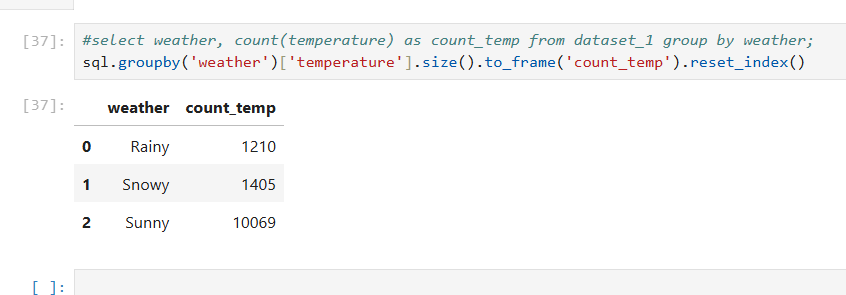 [37]: #select weather, count(temperature) as count_temp from dataset_1 group by weather;
sql.groupby('weather')['temperature'].size().to_frame('count_temp').reset_index()
[37]:
weather count_temp
0 Rainy 1210
1 Snowy 1405
2 Sunny 10069
[ ]: